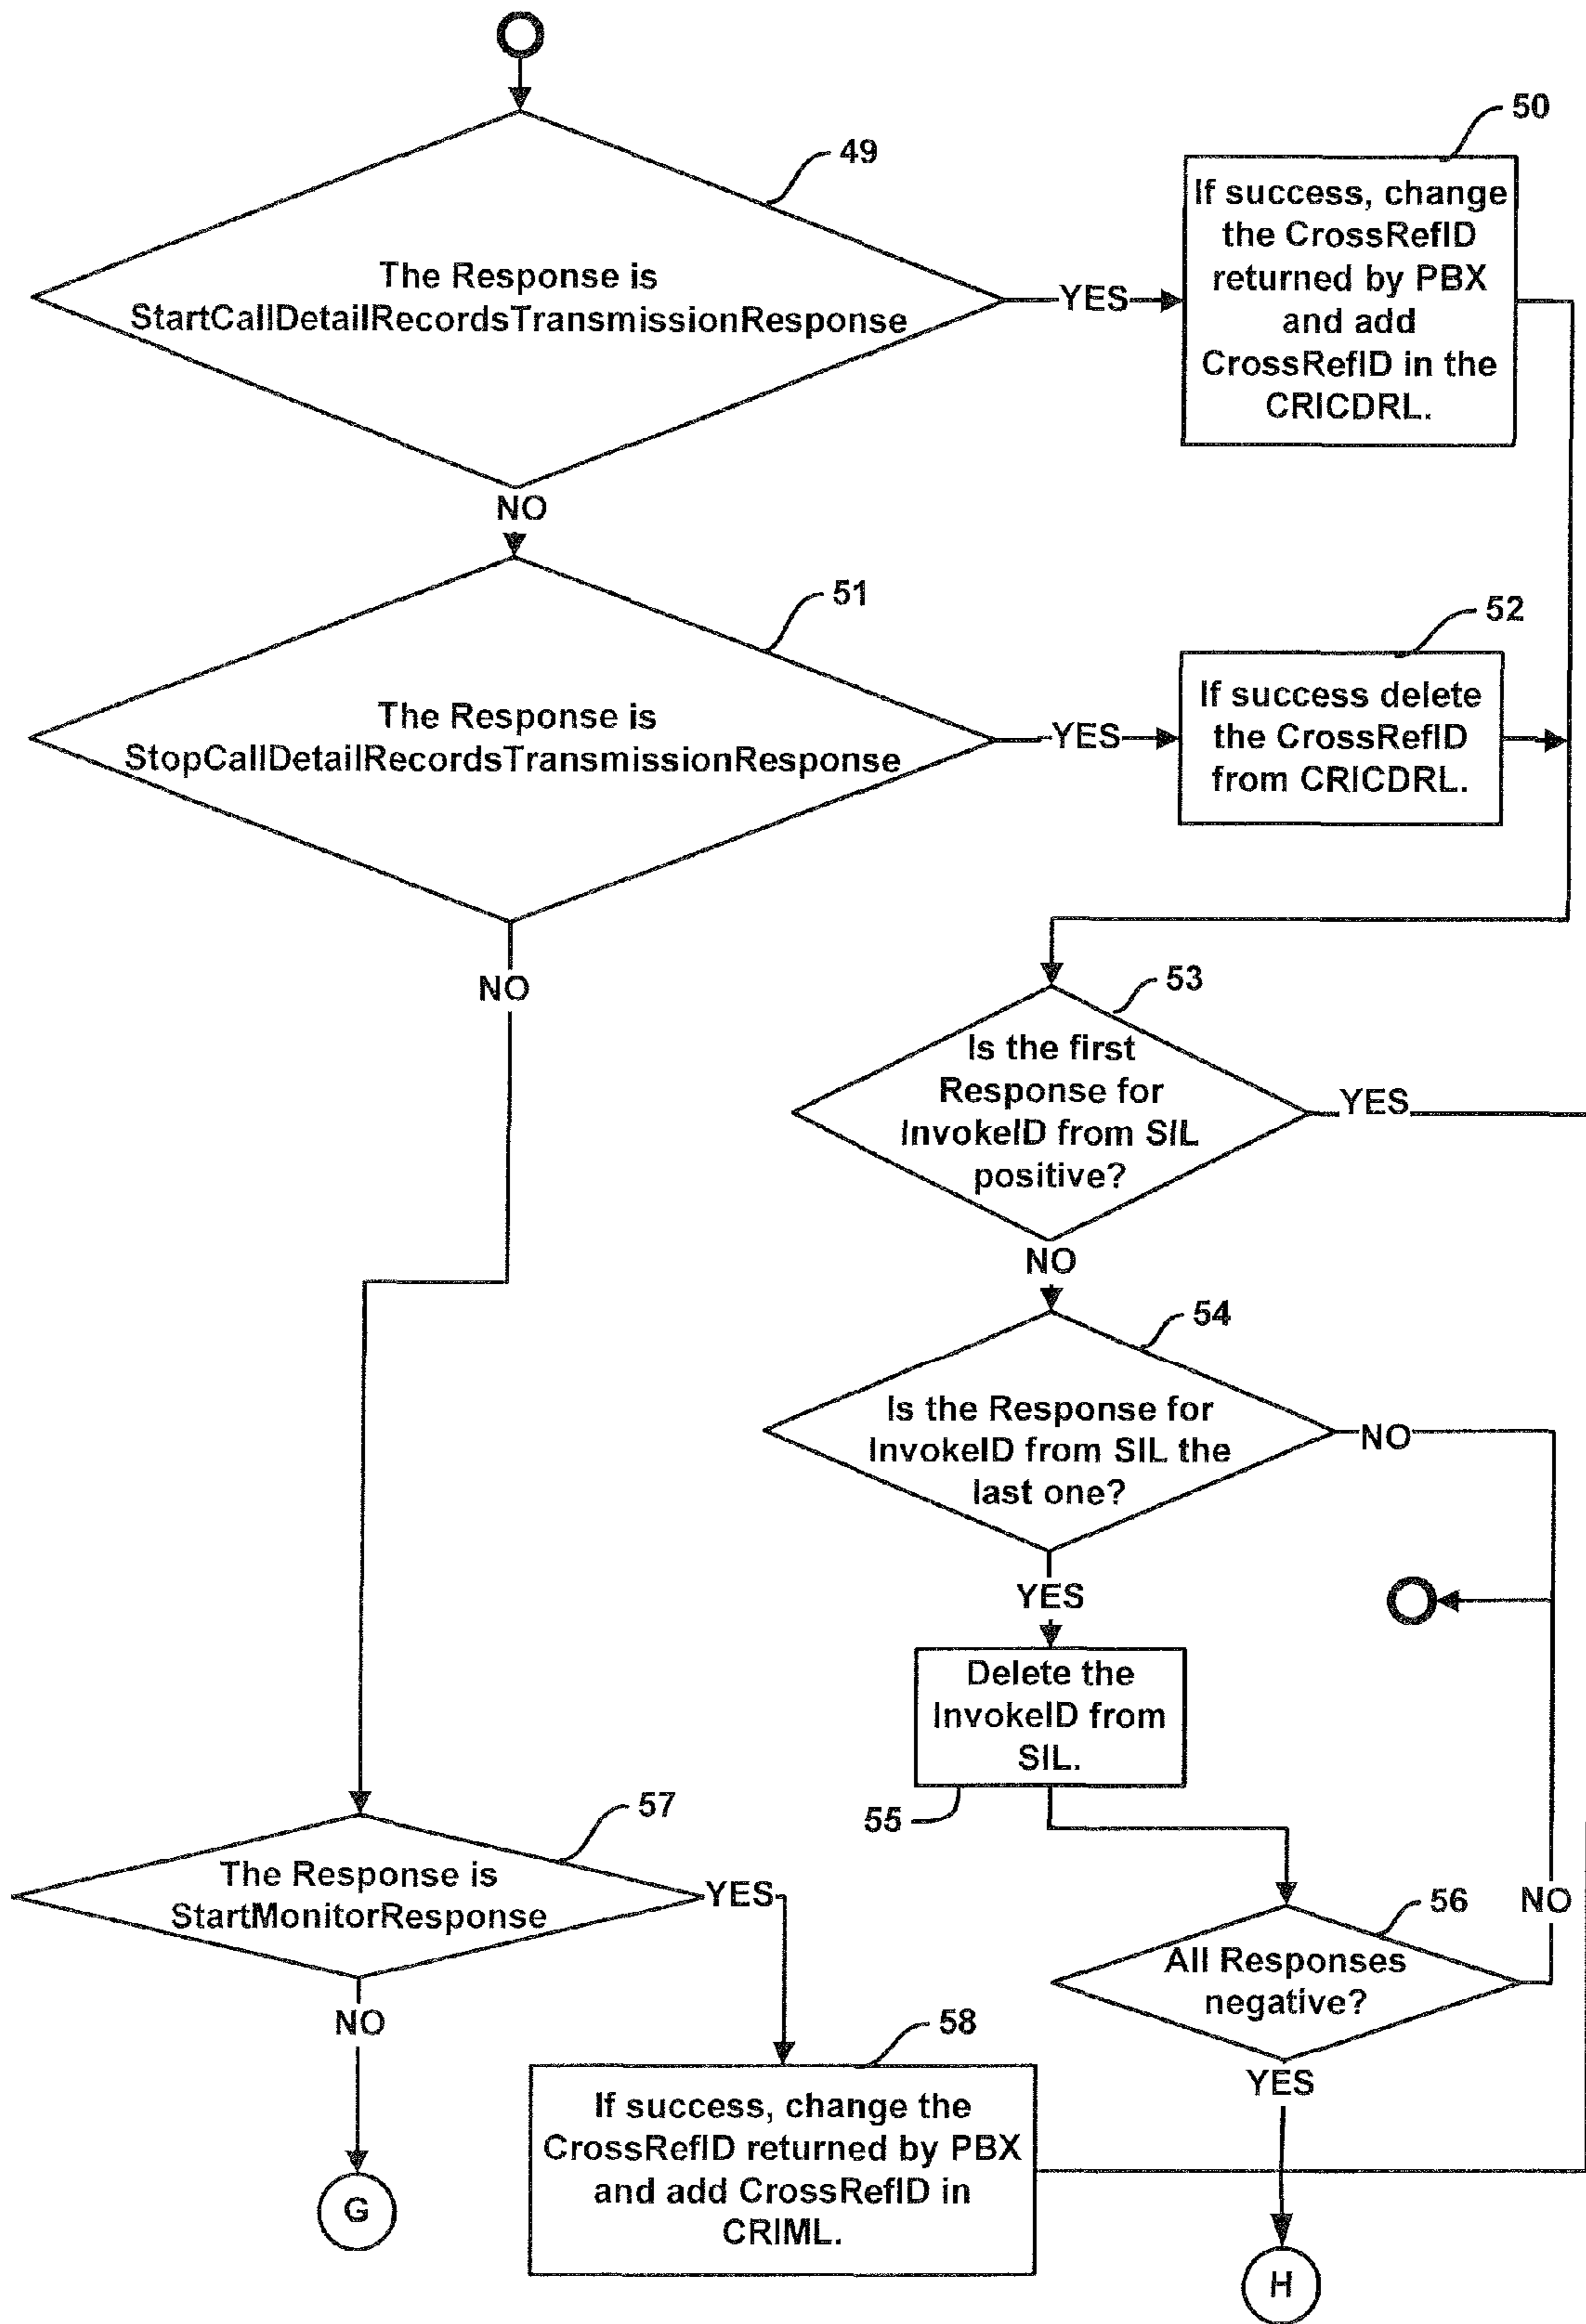 50
49
If success, change
the CrossRefID
returned by PBX
and add
CrossRefID in the
CRICDRL.
The Response is
StartCallDetailRecordsTransmissionResponse
YES
NO
51
52
The Response is
StopCallDetailRecordsTransmissionResponse
YES
If success delete
the CrossRefID
from CRICDRL.
NO
53
Is the first
Response for
InvokeID from SIL
positive?
YES
NO
54
Is the Response for
InvokeID from SIL the
last one?
NO
YES
Delete the
InvokeID from
SIL.
55
57
The Response is
StartMonitorResponse
YES
NO
56
All Responses
negative?
NO
YES
58
If success, change the
CrossRefID returned by PBX
and add CrossRefID in
CRIML.
G
H